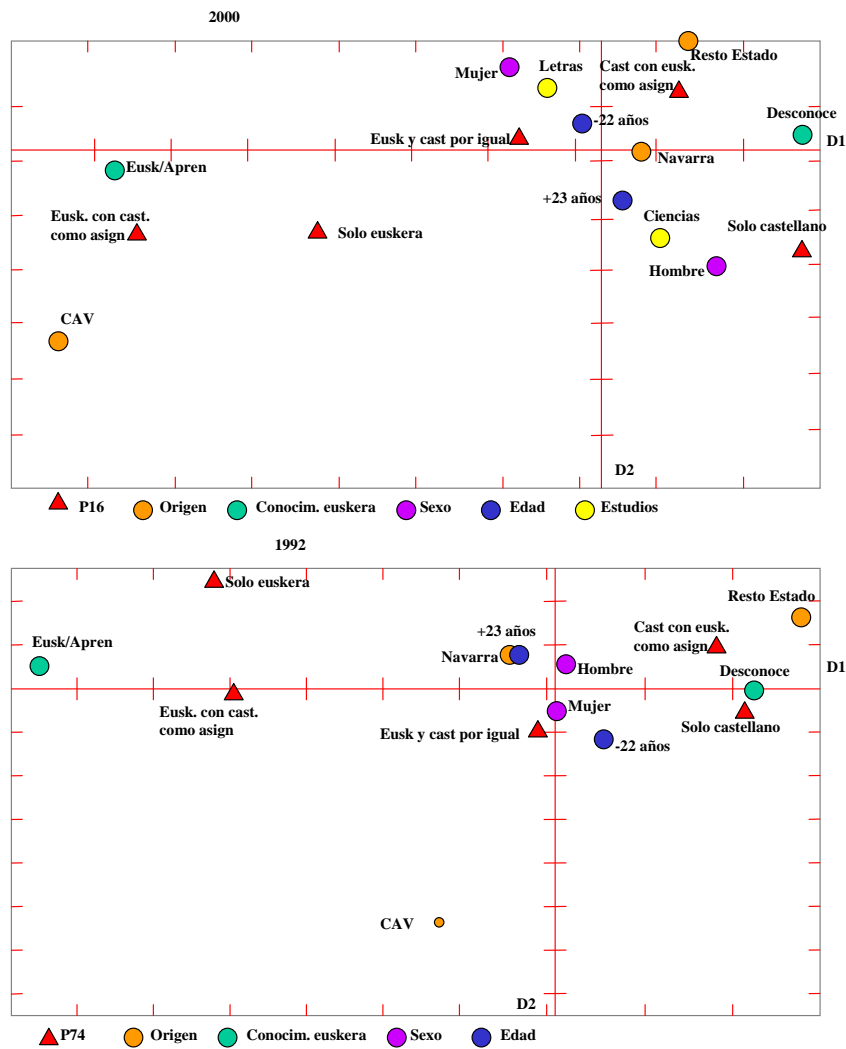 2000
Resto Estado
Mujer
Letras
Cast con eusk.
como asign
Desconoce
-22 años
Eusk y cast por igual
D1
Navarra
Eusk/Apren
+23 años
Eusk. con cast.
como asign
Ciencias
Solo euskera
Solo castellano
Hombre
CAV
D2
P16
Origen
Conocim. euskera
Sexo
Edad
Estudios
1992
Solo euskera
Resto Estado
+23 años
Cast con eusk.
como asign
Eusk/Apren
Navarra
Hombre
Desconoce
D1
Eusk. con cast.
como asign
Mujer
Solo castellano
Eusk y cast por igual
-22 años
CAV
D2
P74
Origen
Conocim. euskera
Sexo
Edad